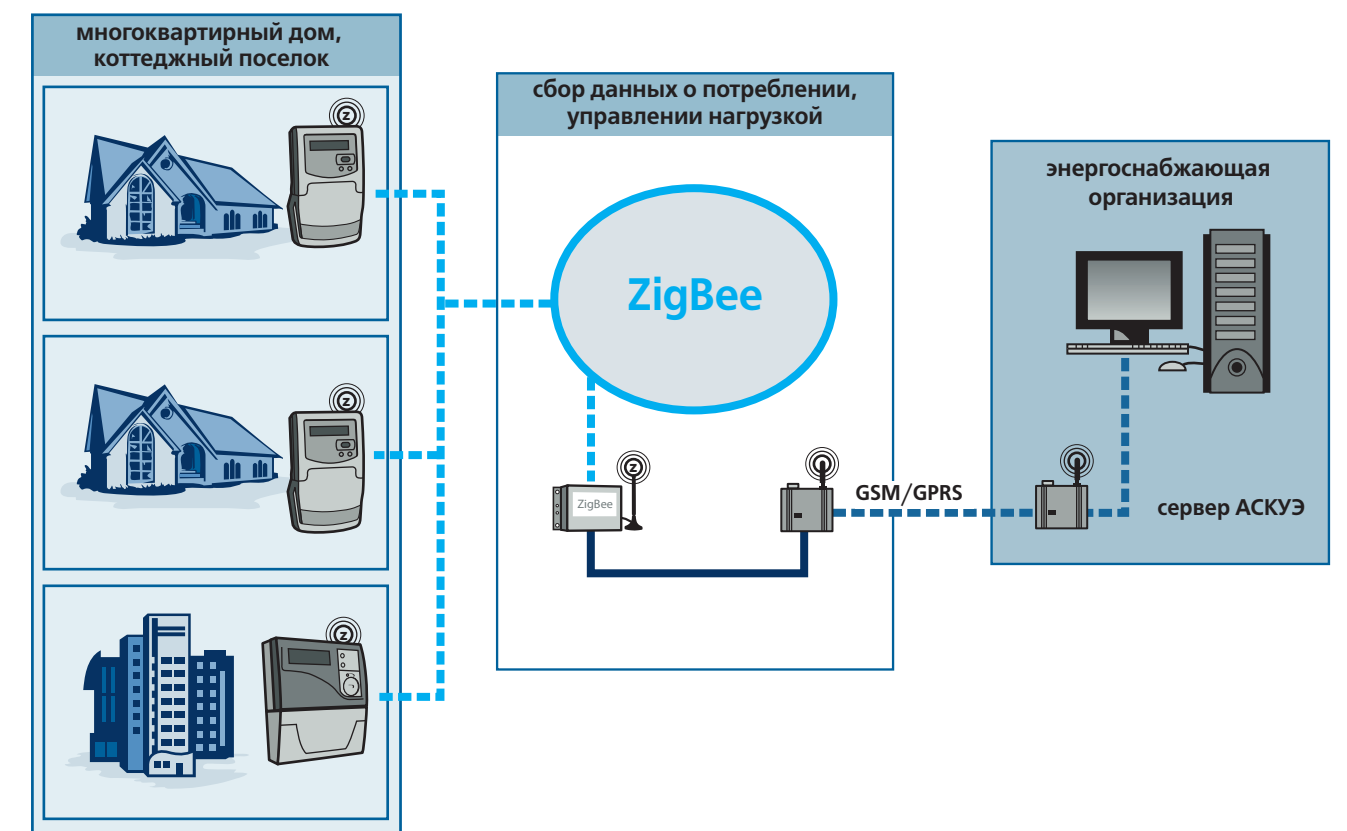 многоквартирный дом,
коттеджный поселок
Z
Z
Z
сбор данных о потреблении,
управлении нагрузкой
ZigBee
Z
ZigBee
GSM/GPRS
энергоснабжающая
организация
сервер АСКУЭ